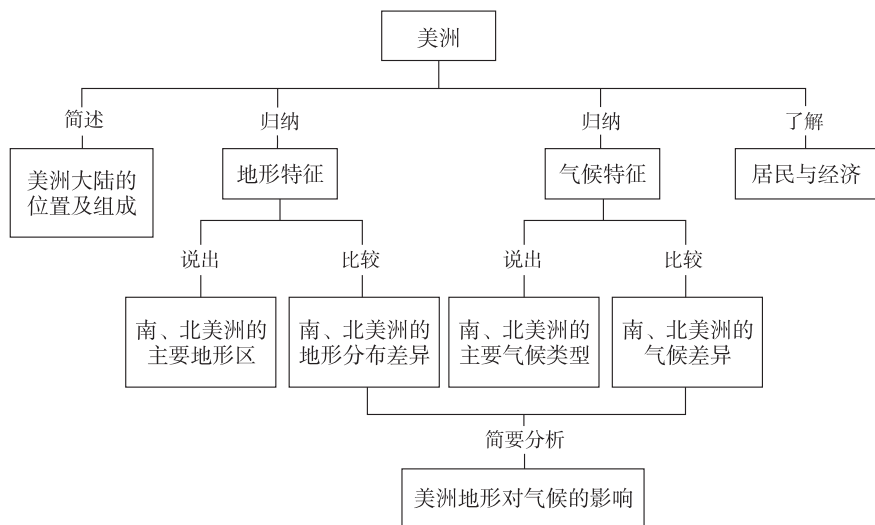 美洲
简述
归纳
归纳
了解
美洲大陆的
位置及组成
地形特征
气候特征
居民与经济
说出
比较
说出
比较
南、北美洲的
主要地形区
南、北美洲的
地形分布差异
南、北美洲的
主要气候类型
南、北美洲的
气候差异
简要分析
美洲地形对气候的影响